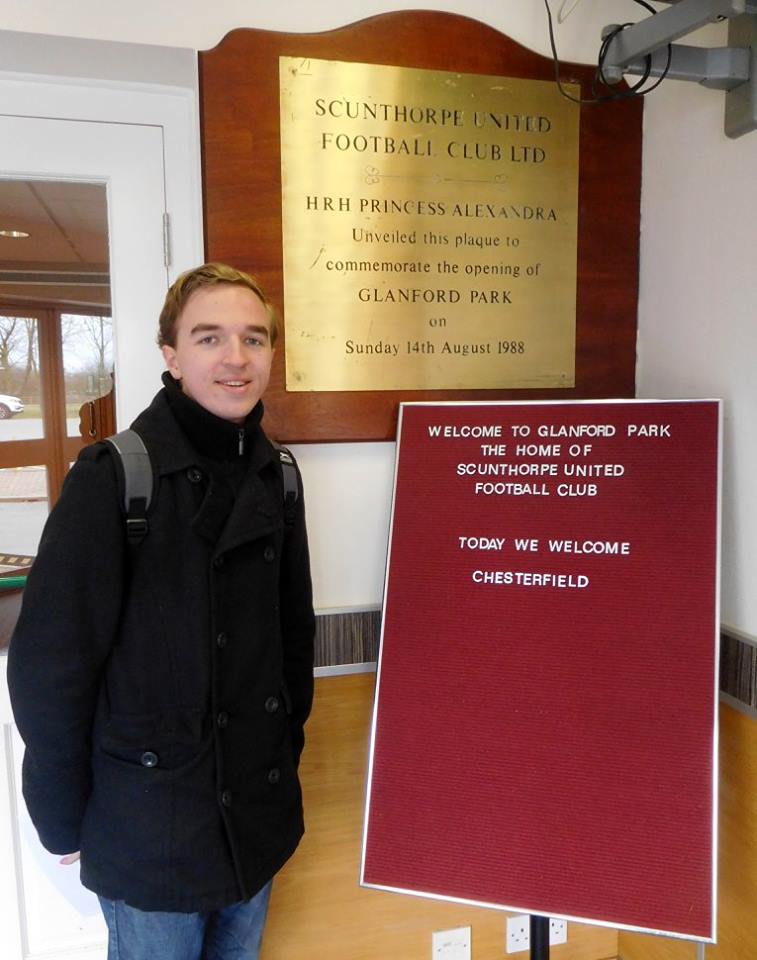 SCUNTHORPE UNITED
FOOTBALL CLUB LTD
HRH PRINCESS ALEXANDRA
Unveiled this plaque to
commemorate the opening of
GLANFORD PARK
on
Sunday 14th August 1988
WELCOME TO GLANFORD PARK
THE HOME OF
SCUNTHORPE UNITED
FOOTBALL CLUB
TODAY WE WELCOME
CHESTERFIELD